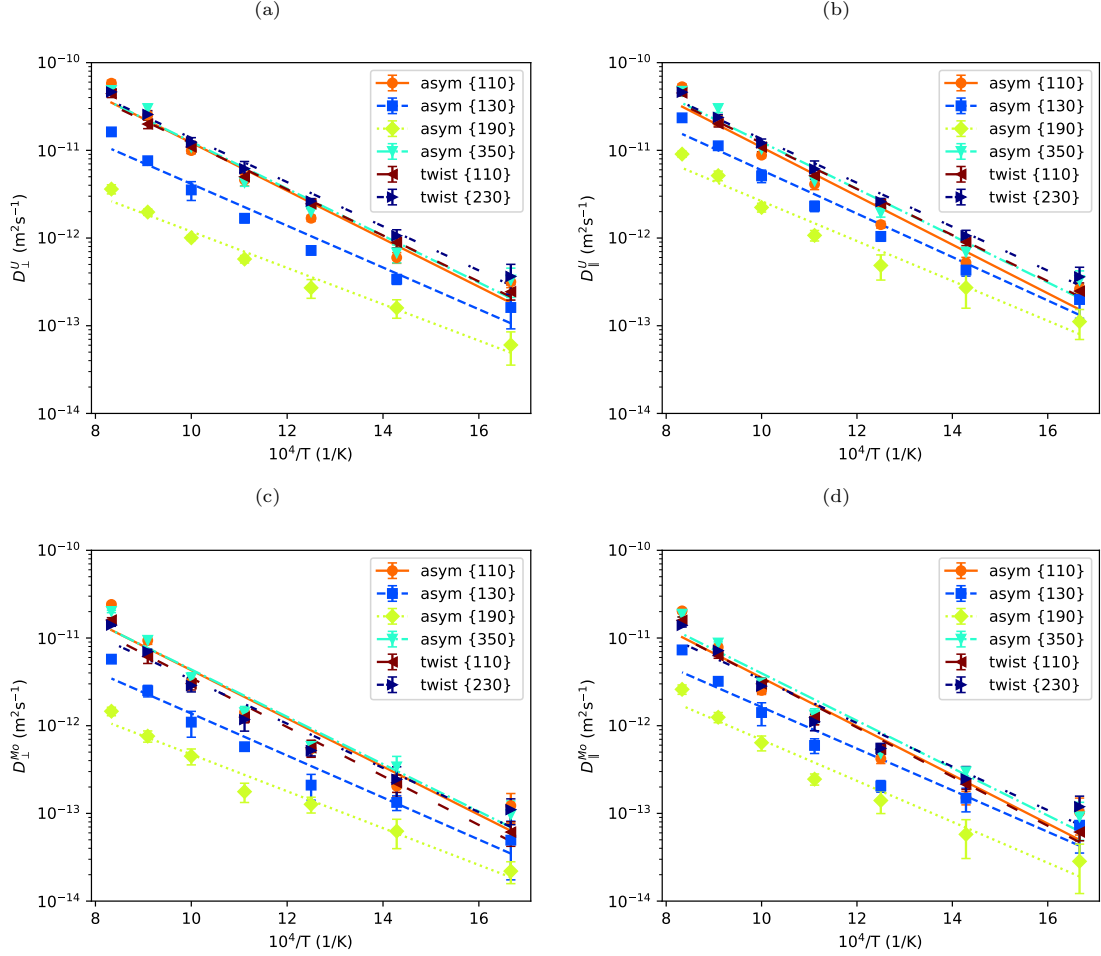 (a)
10⁻¹⁰
10⁻¹¹
10⁻¹²
10⁻¹³
10⁻¹⁴
D⊥ᵁ (m²s⁻¹)
asym {110}
asym {130}
asym {190}
asym {350}
twist {110}
twist {230}
8 10 12 14 16
10⁴/T (1/K)
(b)
10⁻¹⁰
10⁻¹¹
10⁻¹²
10⁻¹³
10⁻¹⁴
D∥ᵁ (m²s⁻¹)
asym {110}
asym {130}
asym {190}
asym {350}
twist {110}
twist {230}
8 10 12 14 16
10⁴/T (1/K)
(c)
10⁻¹⁰
10⁻¹¹
10⁻¹²
10⁻¹³
10⁻¹⁴
D⊥ᴹᵒ (m²s⁻¹)
asym {110}
asym {130}
asym {190}
asym {350}
twist {110}
twist {230}
8 10 12 14 16
10⁴/T (1/K)
(d)
10⁻¹⁰
10⁻¹¹
10⁻¹²
10⁻¹³
10⁻¹⁴
D∥ᴹᵒ (m²s⁻¹)
asym {110}
asym {130}
asym {190}
asym {350}
twist {110}
twist {230}
8 10 12 14 16
10⁴/T (1/K)